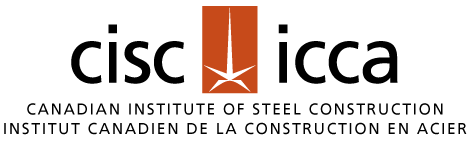 cisc icca
CANADIAN INSTITUTE OF STEEL CONSTRUCTION
INSTITUT CANADIEN DE LA CONSTRUCTION EN ACIER